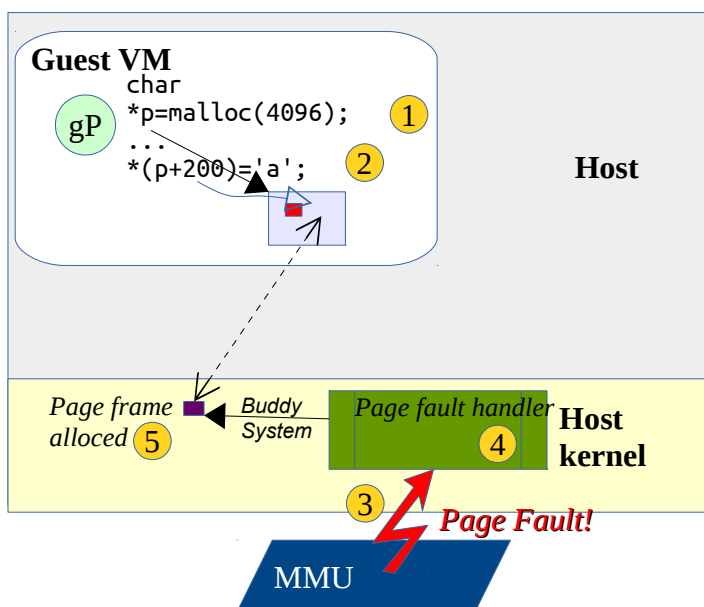 Guest VM
char
*p=malloc(4096);
1
gP
...
2
*(p+200)='a';
Host
Page frame
alloced
5
Buddy
System
Page fault handler
4
Host
kernel
3
Page Fault!
MMU